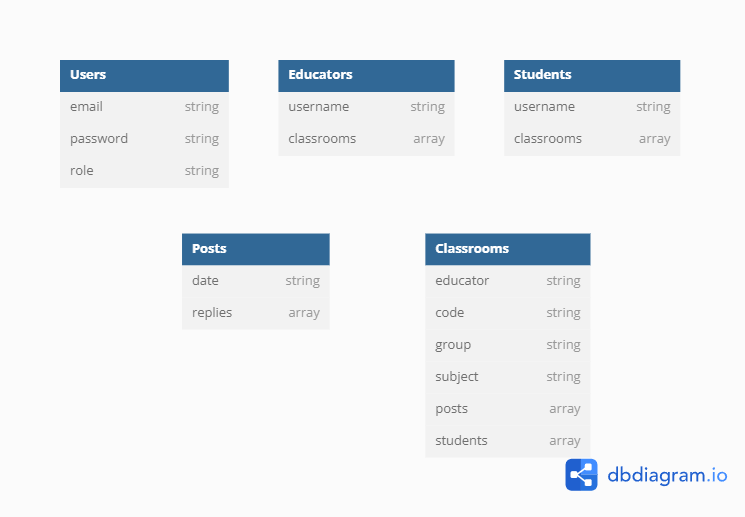 Users
email string
password string
role string
Educators
username string
classrooms array
Students
username string
classrooms array
Posts
date string
replies array
Classrooms
educator string
code string
group string
subject string
posts array
students array
dbdiagram.io